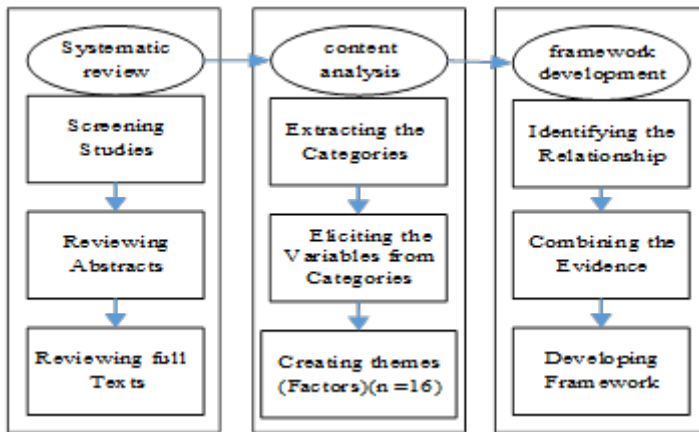 Systematic
review
Screening
Studies
Reviewing
Abstracts
Reviewing full
Texts
content
analysis
Extracting the
Categories
Eliciting the
Variables from
Categories
Creating themes
(Factors)(n=16)
framework
development
Identifying the
Relationship
Combining the
Evidence
Developing
Framework